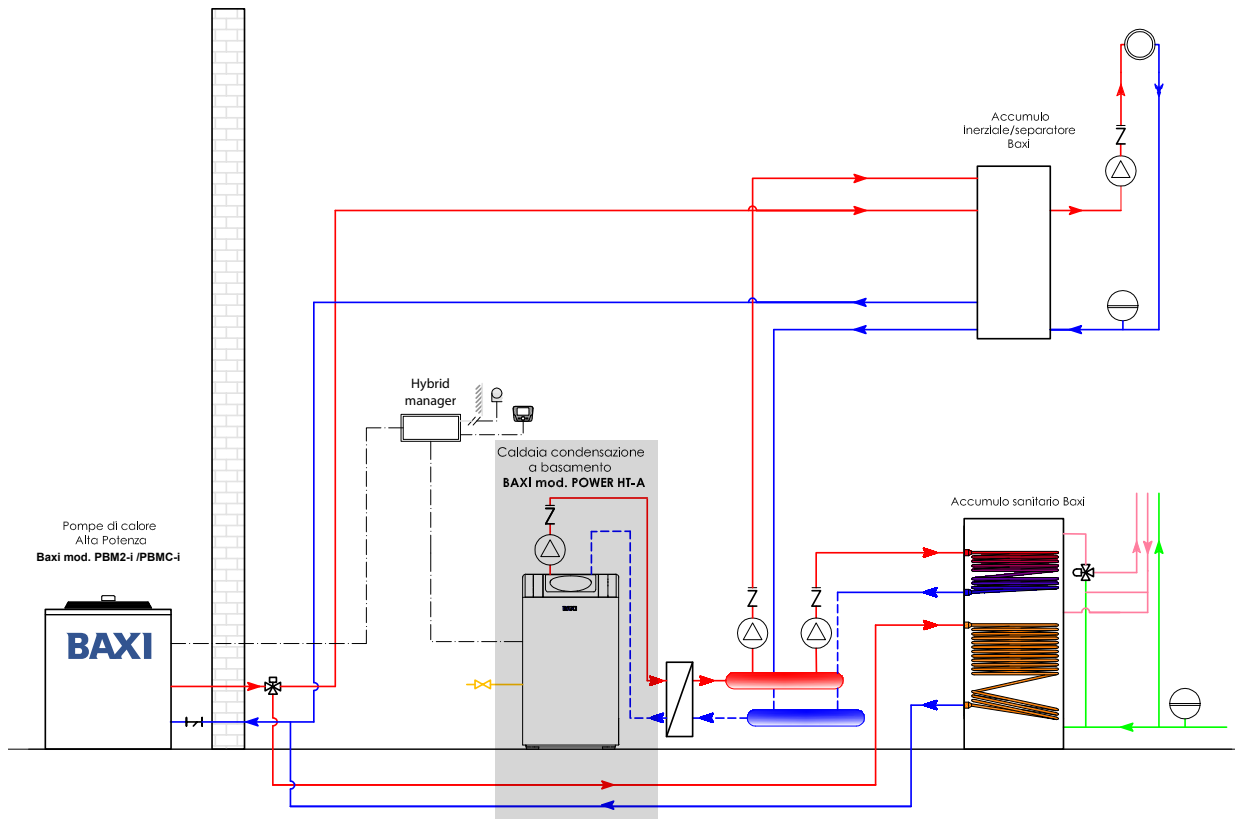 Accumulo
Inerziale/separatore
Baxi
Hybrid
manager
Caldaia condensazione
a basamento
BAXI mod. POWER HT-A
Accumulo sanitario Baxi
Pompe di calore
Alta Potenza
Baxi mod. PBM2-i /PBMC-i
BAXI
BAXI